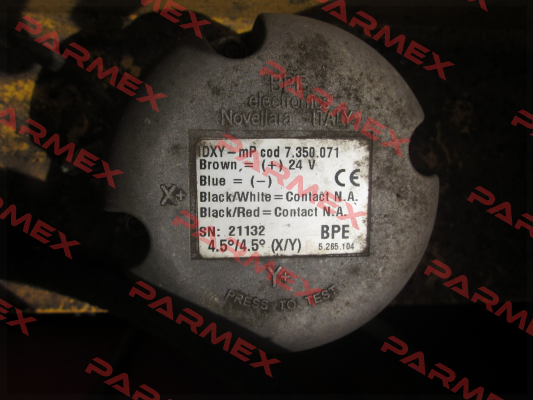 BPE
electronics
Novellara ITALY
IDXY-mP cod 7.350.071
Brown = (+) 24 V
Blue = (-)
CE
Black/White=Contact N.A.
Black/Red=Contact N.A.
SN: 21132
BPE
4.5°/4.5° (X/Y)
5.265.104
X+
Y+
PRESS TO TEST
PARMEX
PARMEX
PARMEX
PARMEX
PARMEX
PARMEX
PARMEX
PARMEX
PARMEX